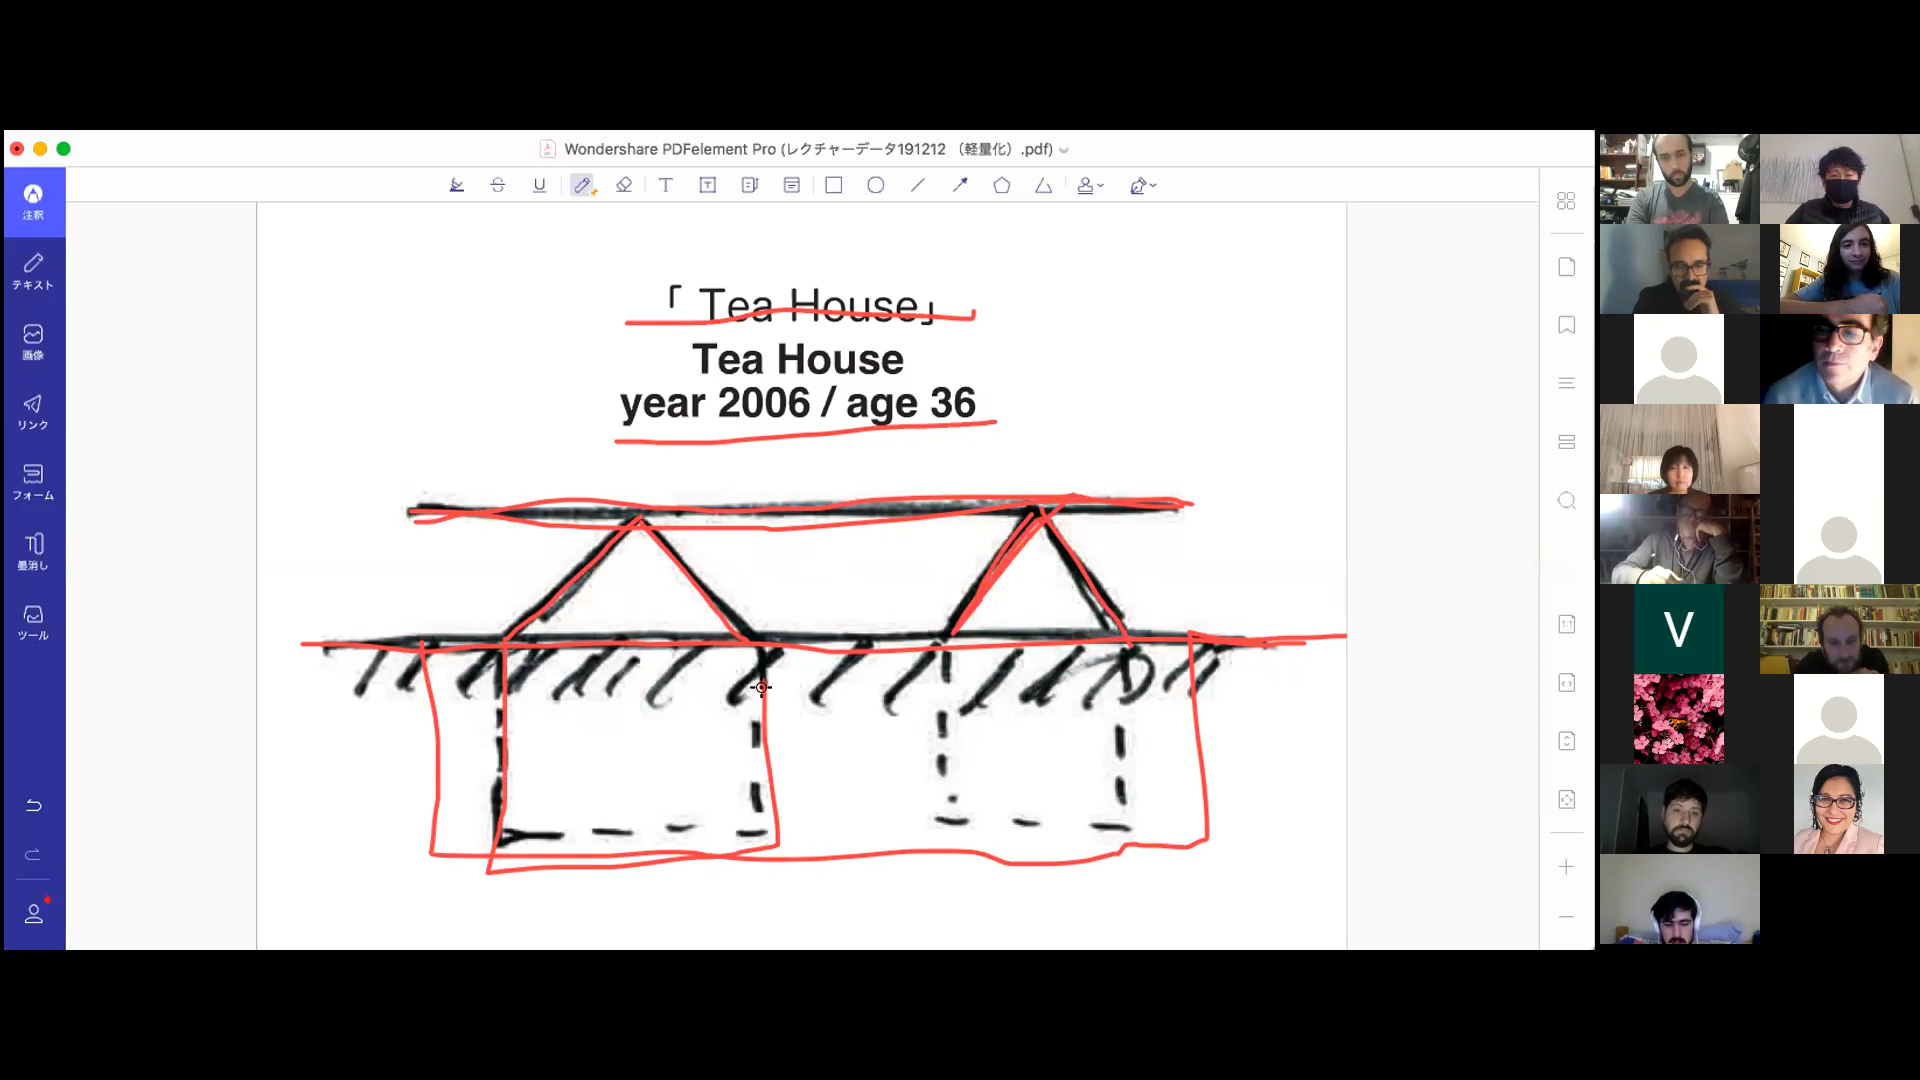 Wondershare PDFelement Pro (レクチャーデータ191212 （軽量化）.pdf)
注釈
テキスト
画像
リンク
フォーム
墨消し
ツール
「 Tea House」
Tea House
year 2006 / age 36
V